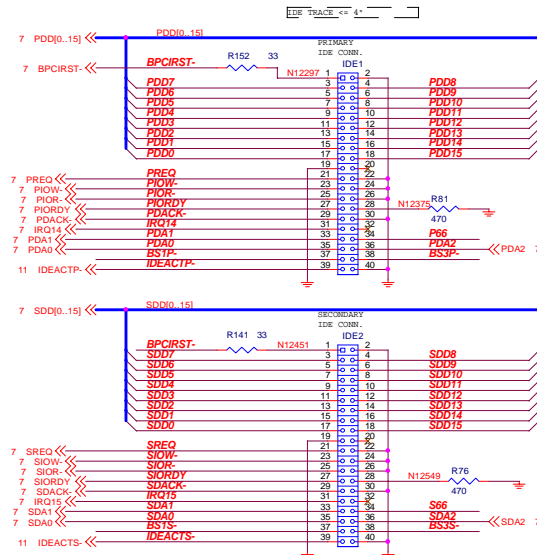 IDE TRACE <= 4"
7 PDD[0..15] PDD[0..15]
PRIMARY
IDE CONN.
7 BPCIRST- BPCIRST- R152 33 IDE1
N12297 1 2
PDD7 3 4 PDD8
PDD6 5 6 PDD9
PDD5 7 8 PDD10
PDD4 9 10 PDD11
PDD3 11 12 PDD12
PDD2 13 14 PDD13
PDD1 15 16 PDD14
PDD0 17 18 PDD15
19 20
7 PREQ PREQ 21 22
7 PIOW- PIOW- 23 24
7 PIOR- PIOR- 25 26
7 PIORDY PIORDY 27 28 N12375 R81 470
7 PDACK- PDACK- 29 30
7 IRQ14 IRQ14 31 32
7 PDA1 PDA1 33 34 P66
7 PDA0 PDA0 35 36 PDA2 PDA2 7
BS1P- 37 38 BS3P-
11 IDEACTP- IDEACTP- 39 40
7 SDD[0..15] SDD[0..15]
SECONDARY
IDE CONN.
R141 33 IDE2
BPCIRST- N12451 1 2
SDD7 3 4 SDD8
SDD6 5 6 SDD9
SDD5 7 8 SDD10
SDD4 9 10 SDD11
SDD3 11 12 SDD12
SDD2 13 14 SDD13
SDD1 15 16 SDD14
SDD0 17 18 SDD15
19 20
7 SREQ SREQ 21 22
7 SIOW- SIOW- 23 24
7 SIOR- SIOR- 25 26
7 SIORDY SIORDY 27 28 N12549 R76 470
7 SDACK- SDACK- 29 30
7 IRQ15 IRQ15 31 32
7 SDA1 SDA1 33 34 S66
7 SDA0 SDA0 35 36 SDA2 SDA2 7
BS1S- 37 38 BS3S-
11 IDEACTS- IDEACTS- 39 40